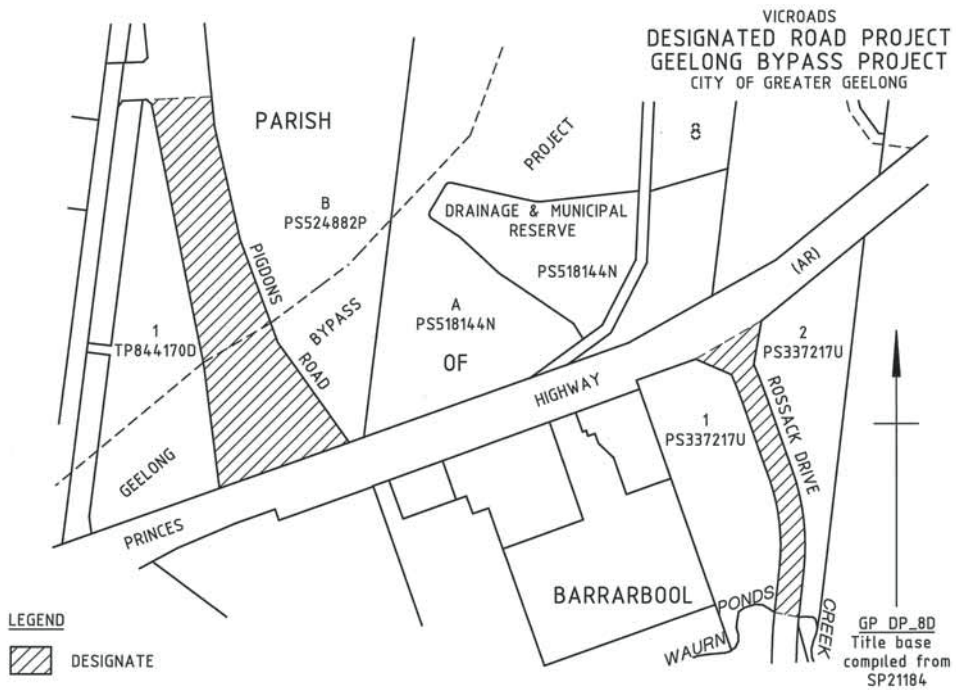 VICROADS
DESIGNATED ROAD PROJECT
GEELONG BYPASS PROJECT
CITY OF GREATER GEELONG
PARISH
8
PROJECT
B
PS524882P
DRAINAGE & MUNICIPAL
RESERVE
PS518144N
PIGDONS
ROAD
BYPASS
A
PS518144N
OF
(AR)
1
TP844170D
2
PS337217U
HIGHWAY
ROSSACK DRIVE
1
PS337217U
GEELONG
PRINCES
BARRARBOOL
WAURN
PONDS
CREEK
LEGEND
DESIGNATE
GP DP_8D
Title base
compiled from
SP21184